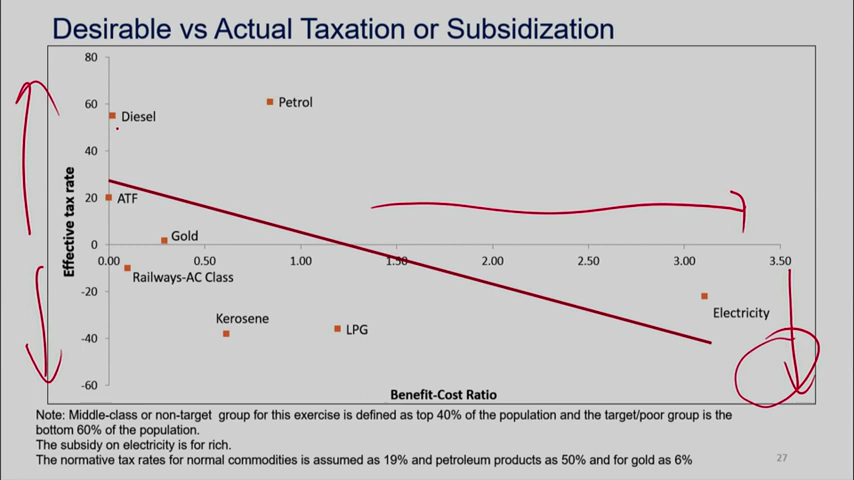 Desirable vs Actual Taxation or Subsidization
80
60
40
20
0
-20
-40
-60
Effective tax rate
Diesel
Petrol
ATF
Gold
0.00 0.50 1.00 1.50 2.00 2.50 3.00 3.50
Railways-AC Class
Kerosene
LPG
Electricity
Benefit-Cost Ratio
Note: Middle-class or non-target group for this exercise is defined as top 40% of the population and the target/poor group is the
bottom 60% of the population.
The subsidy on electricity is for rich.
The normative tax rates for normal commodities is assumed as 19% and petroleum products as 50% and for gold as 6%
27